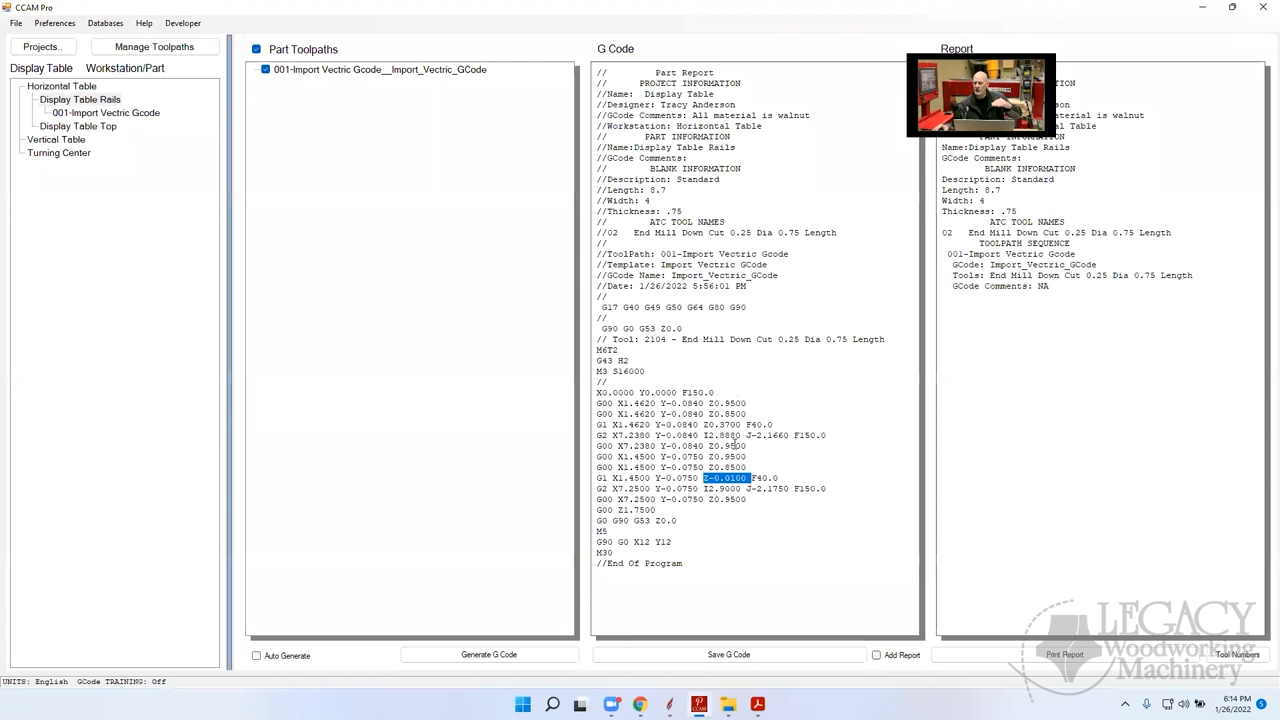 CCAM Pro
File Preferences Databases Help Developer
Projects.. Manage Toolpaths
Display Table Workstation/Part
Horizontal Table
Display Table Rails
001-Import Vectric Gcode
Display Table Top
Vertical Table
Turning Center
Part Toolpaths
001-Import Vectric Gcode__Import_Vectric_GCode
Auto Generate Generate G Code
G Code
// Part Report
// PROJECT INFORMATION
//Name: Display Table
//Designer: Tracy Anderson
//GCode Comments: All material is walnut
//Workstation: Horizontal Table
// PART INFORMATION
//Name:Display Table Rails
//GCode Comments:
// BLANK INFORMATION
//Description: Standard
//Length: 8.7
//Width: 4
//Thickness: .75
// ATC TOOL NAMES
//02 End Mill Down Cut 0.25 Dia 0.75 Length
//
//ToolPath: 001-Import Vectric Gcode
//Template: Import Vectric GCode
//GCode Name: Import_Vectric_GCode
//Date: 1/26/2022 5:56:01 PM
//
G17 G40 G49 G50 G64 G80 G90
//
G90 G0 G53 Z0.0
// Tool: 2104 - End Mill Down Cut 0.25 Dia 0.75 Length
M6T2
G43 H2
M3 S16000
//
X0.0000 Y0.0000 F150.0
G00 X1.4620 Y-0.0840 Z0.9500
G00 X1.4620 Y-0.0840 Z0.8500
G1 X1.4620 Y-0.0840 Z0.3700 F40.0
G2 X7.2380 Y-0.0840 I2.8880 J-2.1660 F150.0
G00 X7.2380 Y-0.0840 Z0.9500
G00 X1.4500 Y-0.0750 Z0.9500
G00 X1.4500 Y-0.0750 Z0.8500
G1 X1.4500 Y-0.0750 Z-0.0100 F40.0
G2 X7.2500 Y-0.0750 I2.9000 J-2.1750 F150.0
G00 X7.2500 Y-0.0750 Z0.9500
G00 Z1.7500
G0 G90 G53 Z0.0
M5
G90 G0 X12 Y12
M30
//End Of Program
Save G Code Add Report
Report
INFORMATION
Name:Display Table Rails
GCode Comments:
BLANK INFORMATION
Description: Standard
Length: 8.7
Width: 4
Thickness: .75
ATC TOOL NAMES
02 End Mill Down Cut 0.25 Dia 0.75 Length
TOOLPATH SEQUENCE
001-Import Vectric Gcode
GCode: Import_Vectric_GCode
Tools: End Mill Down Cut 0.25 Dia 0.75 Length
GCode Comments: NA
Print Report Tool Numbers
LEGACY
Woodworking
Machinery
UNITS: English GCode TRAINING: Off
6:14 PM
1/26/2022